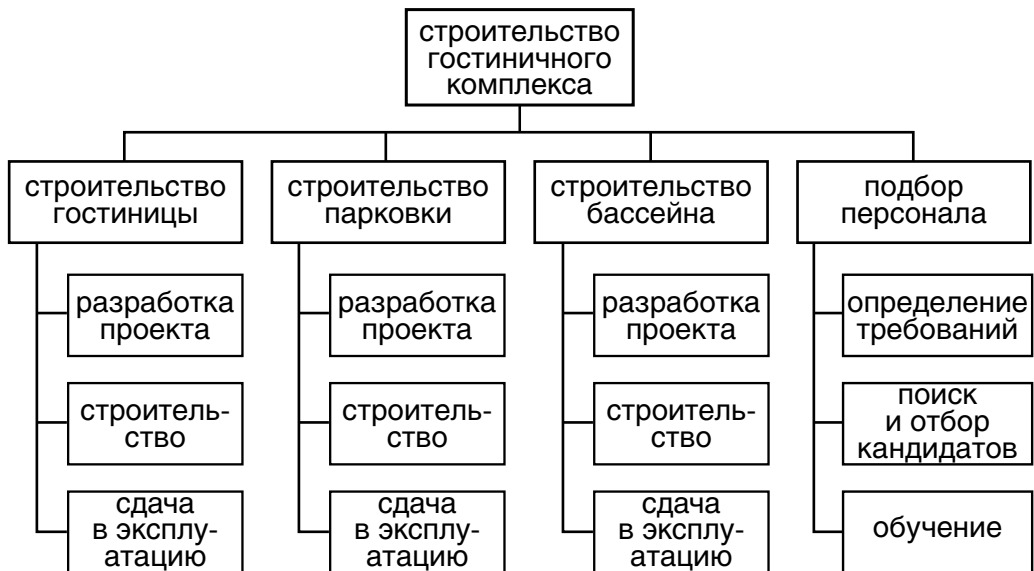 строительство
гостиничного
комплекса
строительство
гостиницы
строительство
парковки
строительство
бассейна
подбор
персонала
разработка
проекта
разработка
проекта
разработка
проекта
определение
требований
строитель-
ство
строитель-
ство
строитель-
ство
поиск
и отбор
кандидатов
сдача
в эксплу-
атацию
сдача
в эксплу-
атацию
сдача
в эксплу-
атацию
обучение